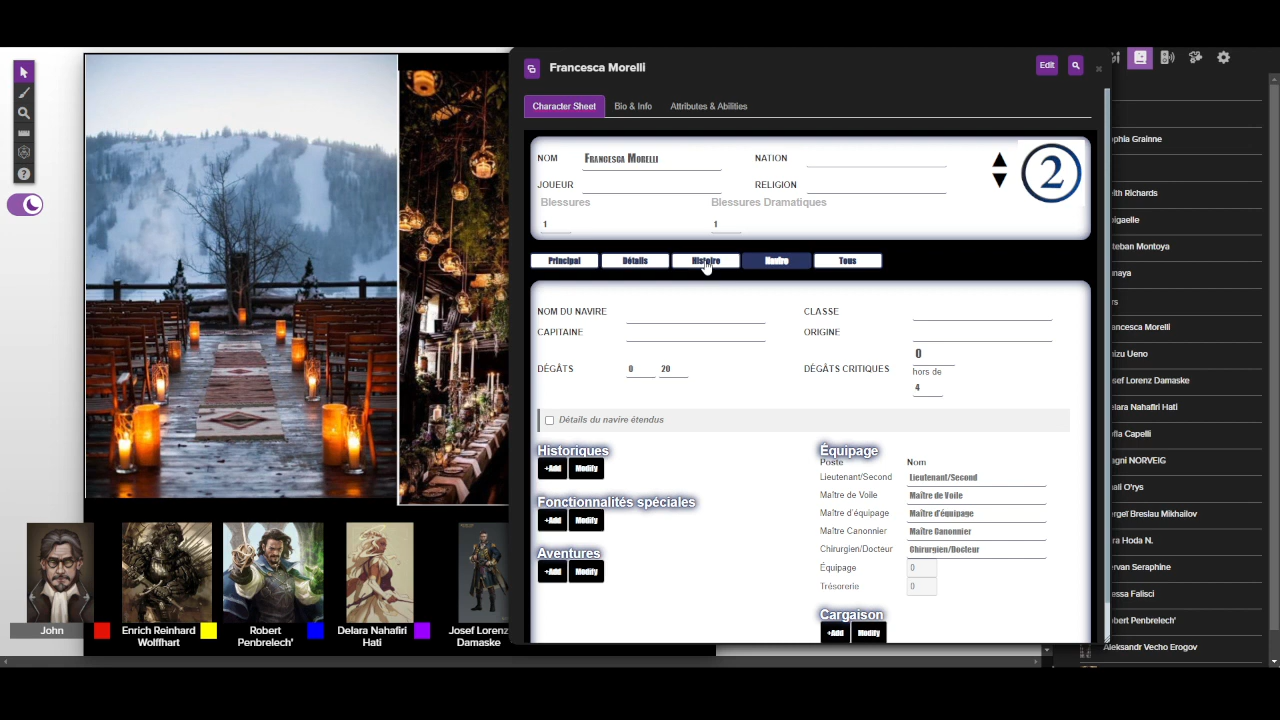 Francesca Morelli
Edit
Character Sheet
Bio & Info
Attributes & Abilities
NOM
Francesca Morelli
NATION
JOUEUR
RELIGION
2
Blessures
Blessures Dramatiques
1
1
Principal
Détails
Histoire
Navire
Tous
NOM DU NAVIRE
CLASSE
CAPITAINE
ORIGINE
DÉGÂTS
0
20
DÉGÂTS CRITIQUES
0
hors de
4
Détails du navire étendus
Historiques
+Add
Modify
Fonctionnalités spéciales
+Add
Modify
Aventures
+Add
Modify
Équipage
Poste
Nom
Lieutenant/Second
Lieutenant/Second
Maître de Voile
Maître de Voile
Maître d'équipage
Maître d'équipage
Maître Canonnier
Maître Canonnier
Chirurgien/Docteur
Chirurgien/Docteur
Équipage
0
Trésorerie
0
Cargaison
+Add
Modify
John
Enrich Reinhard
Wolffhart
Robert
Penbrelech'
Delara Nahafiri
Hati
Josef Lorenz
Damaske
phia Grainne
ith Richards
igaelle
teban Montoya
naya
rs
ancesca Morelli
izu Ueno
sef Lorenz Damaske
elara Nahafiri Hati
fia Capelli
gni NORVEIG
ali O'rys
rgeï Breslau Mikhailov
ra Hoda N.
rvan Seraphine
essa Falisci
obert Penbrelech'
Aleksandr Vecho Erogov